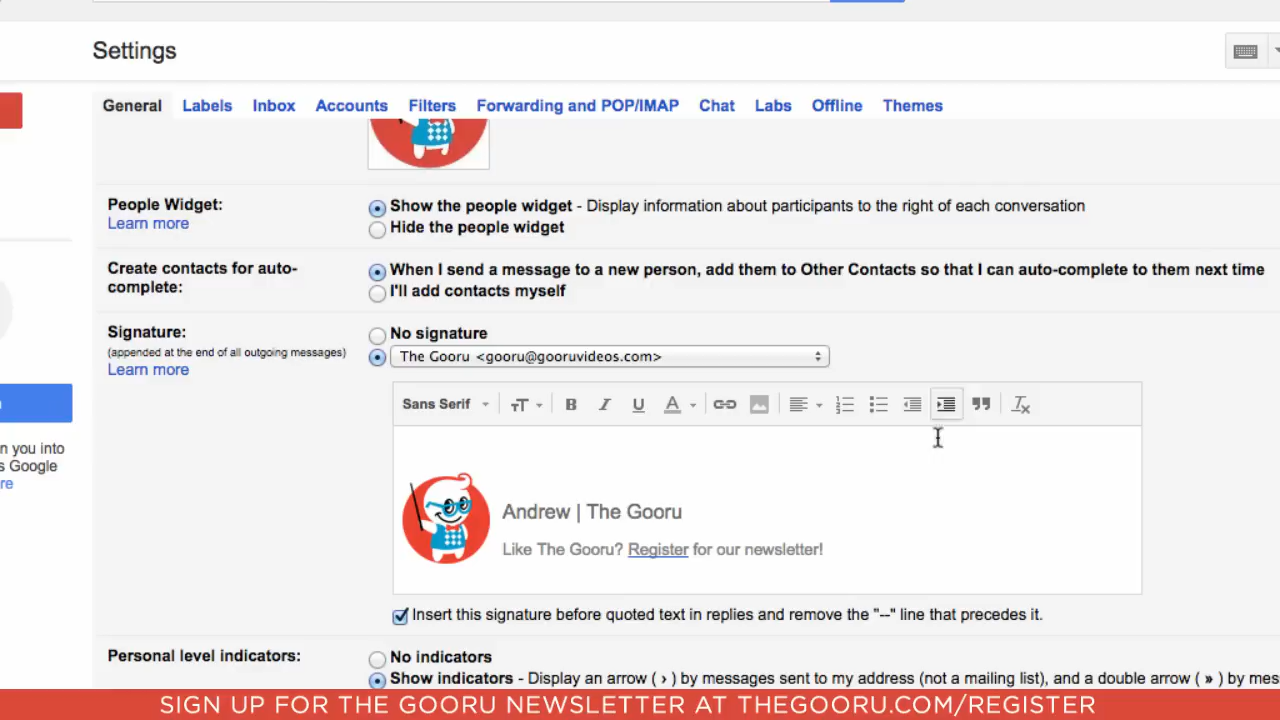 Settings
General Labels Inbox Accounts Filters Forwarding and POP/IMAP Chat Labs Offline Themes
People Widget:
Learn more
Show the people widget - Display information about participants to the right of each conversation
Hide the people widget
Create contacts for auto-
complete:
When I send a message to a new person, add them to Other Contacts so that I can auto-complete to them next time
I'll add contacts myself
Signature:
(appended at the end of all outgoing messages)
Learn more
No signature
The Gooru <gooru@gooruvideos.com>
Sans Serif
n you into
s Google
re
Andrew | The Gooru
Like The Gooru? Register for our newsletter!
Insert this signature before quoted text in replies and remove the "--" line that precedes it.
Personal level indicators:
No indicators
Show indicators - Display an arrow ( › ) by messages sent to my address (not a mailing list), and a double arrow ( » ) by mes
SIGN UP FOR THE GOORU NEWSLETTER AT THEGOORU.COM/REGISTER